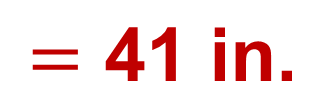 = 41 in.